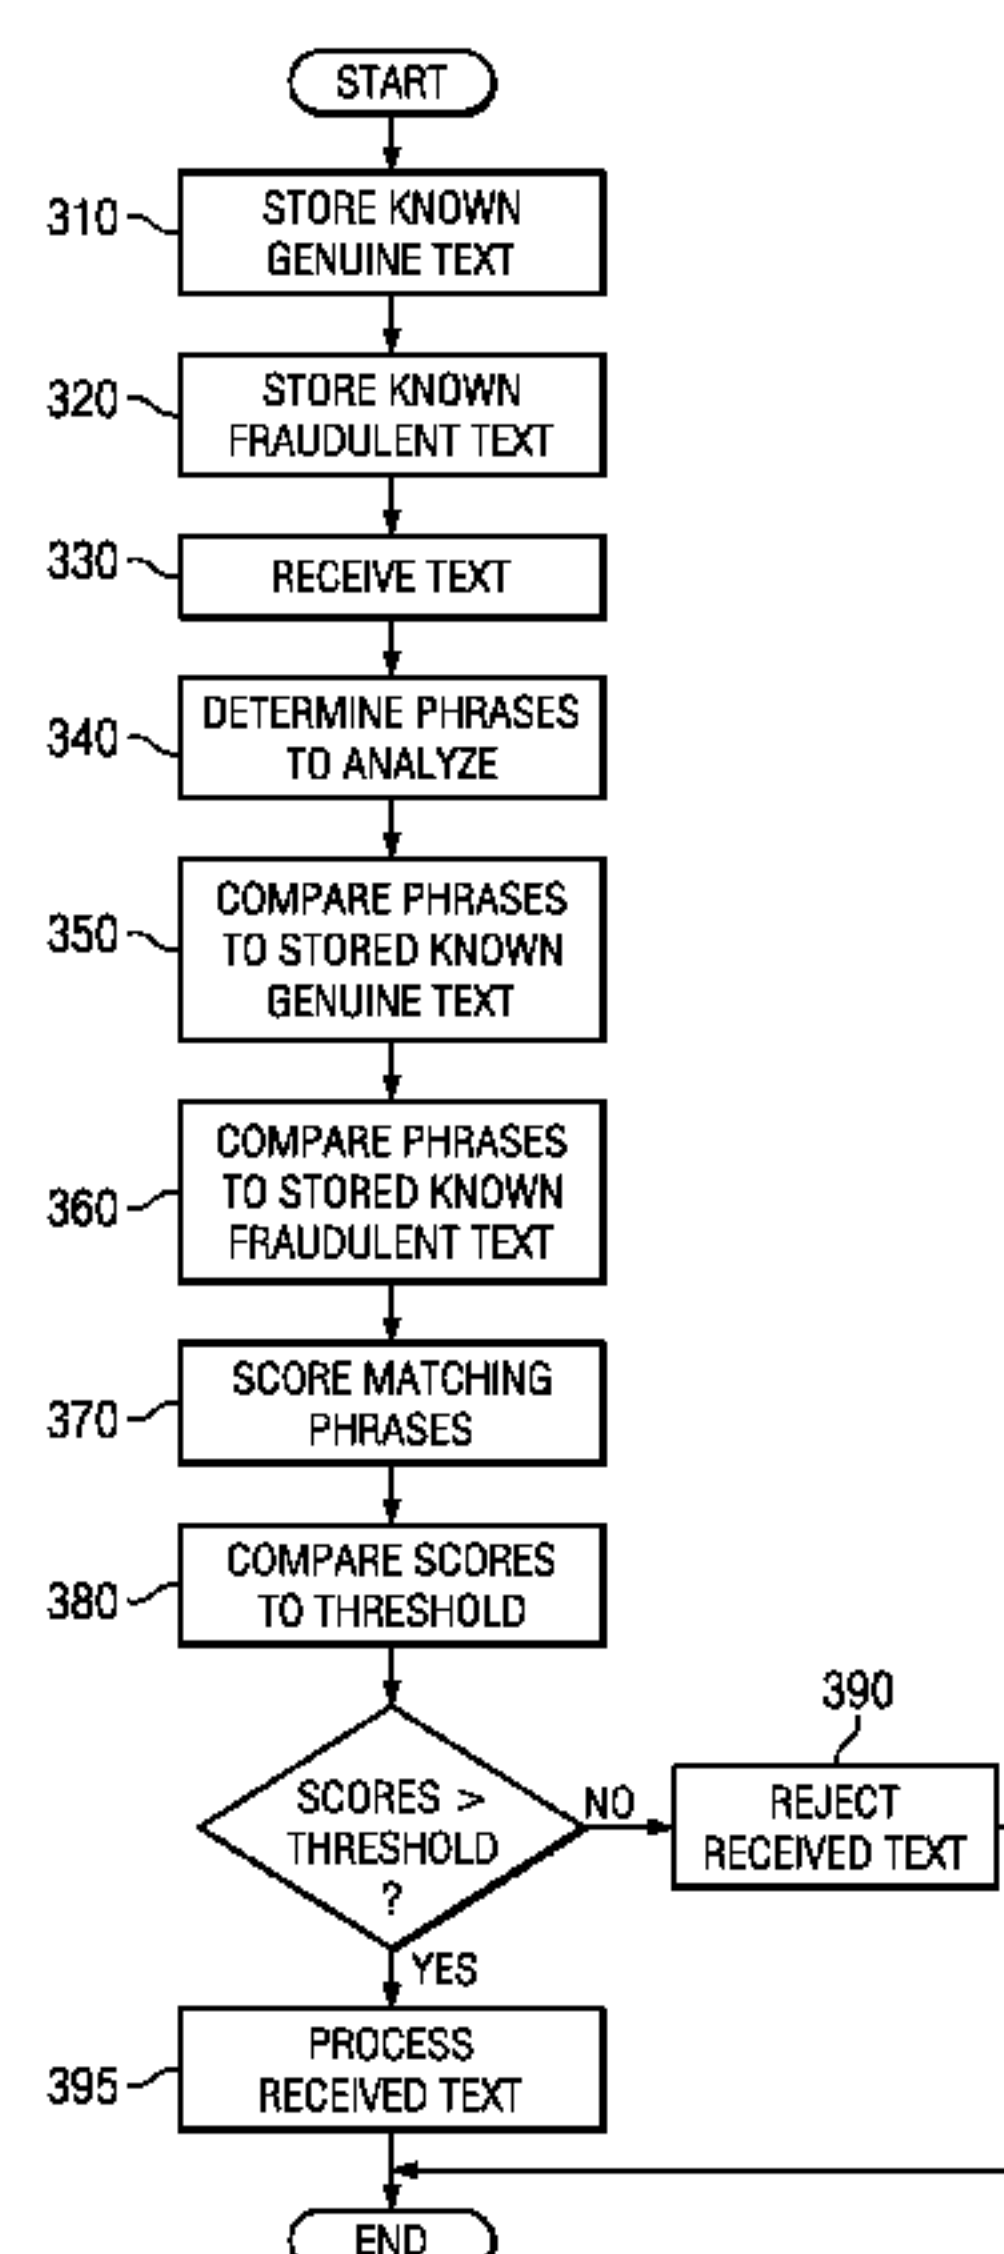 START
310
STORE KNOWN
GENUINE TEXT
320
STORE KNOWN
FRAUDULENT TEXT
330
RECEIVE TEXT
340
DETERMINE PHRASES
TO ANALYZE
350
COMPARE PHRASES
TO STORED KNOWN
GENUINE TEXT
360
COMPARE PHRASES
TO STORED KNOWN
FRAUDULENT TEXT
370
SCORE MATCHING
PHRASES
380
COMPARE SCORES
TO THRESHOLD
SCORES >
THRESHOLD
?
NO
390
REJECT
RECEIVED TEXT
YES
395
PROCESS
RECEIVED TEXT
END